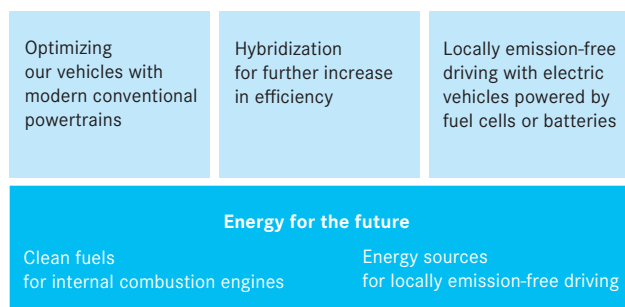 Optimizing
our vehicles with
modern conventional
powertrains
Hybridization
for further increase
in efficiency
Locally emission-free
driving with electric
vehicles powered by
fuel cells or batteries
Energy for the future
Clean fuels
for internal combustion engines
Energy sources
for locally emission-free driving